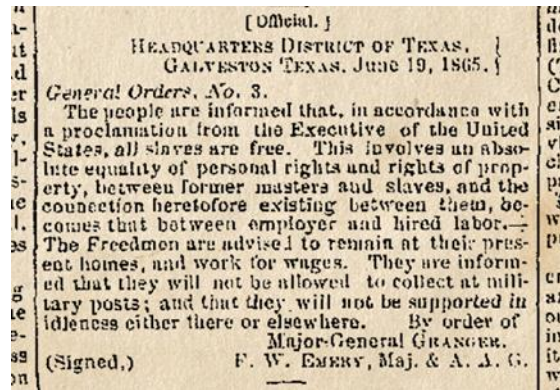 [Official.]
HEADQUARTERS DISTRICT OF TEXAS,
GALVESTON TEXAS, June 19, 1865.
General Orders, No. 3.
The people are informed that, in accordance with
a proclamation from the Executive of the United
States, all slaves are free. This involves an abso-
lute equality of personal rights and rights of prop-
erty, between former masters and slaves, and the
connection heretofore existing between them, be-
comes that between employer and hired labor.—
The Freedmen are advised to remain at their pres-
ent homes, and work for wages. They are inform-
ed that they will not be allowed to collect at mili-
tary posts; and that they will not be supported in
idleness either there or elsewhere. By order of
Major-General GRANGER.
(Signed,) F. W. EMERY, Maj. & A. A. G.